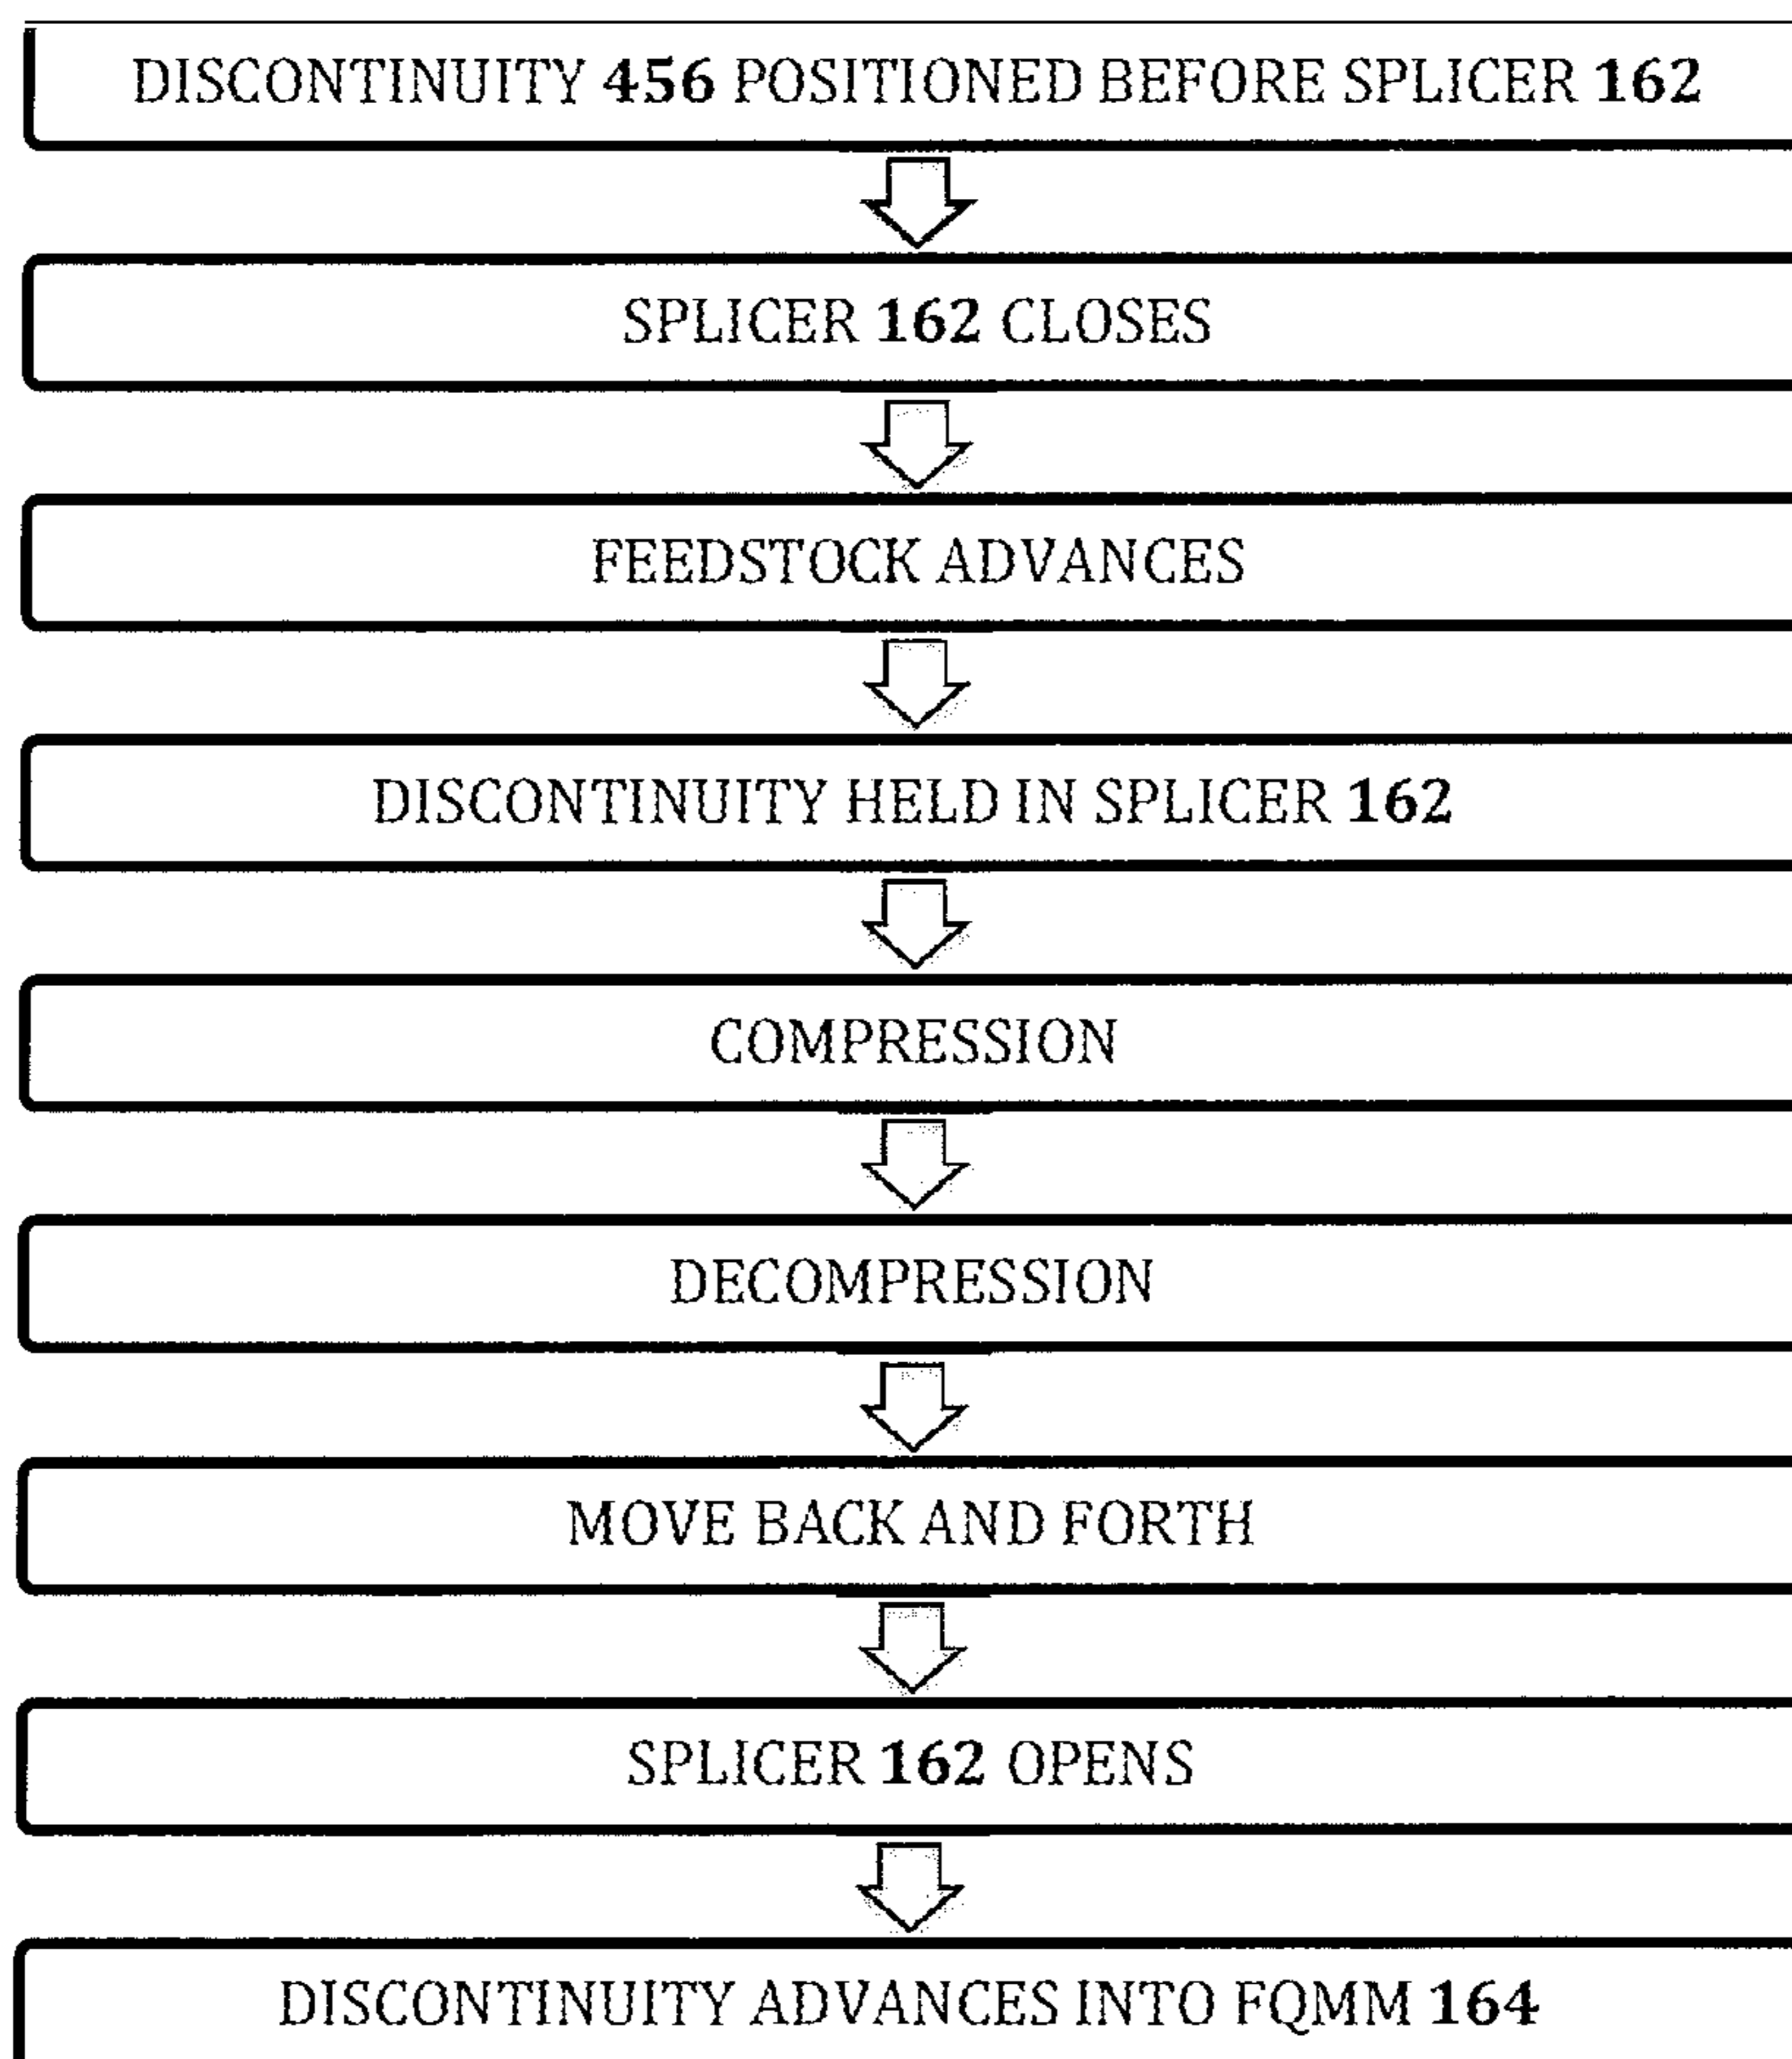 DISCONTINUITY 456 POSITIONED BEFORE SPLICER 162
SPLICER 162 CLOSES
FEEDSTOCK ADVANCES
DISCONTINUITY HELD IN SPLICER 162
COMPRESSION
DECOMPRESSION
MOVE BACK AND FORTH
SPLICER 162 OPENS
DISCONTINUITY ADVANCES INTO FQMM 164